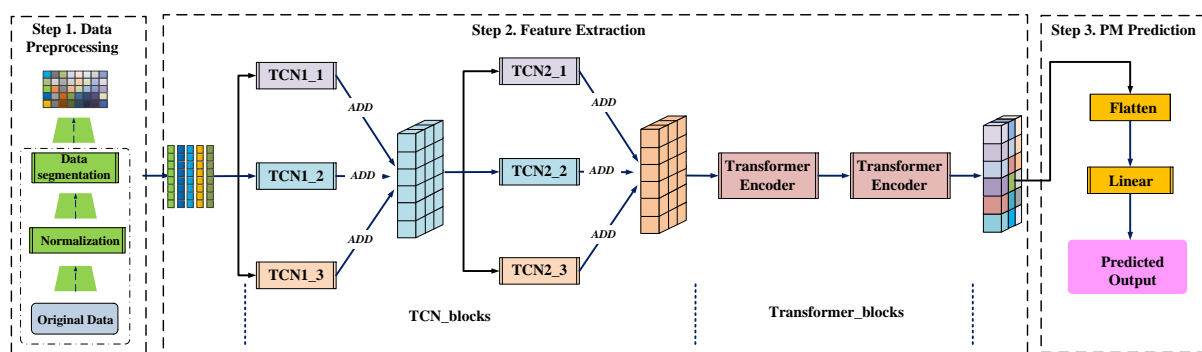 Step 1. Data
Preprocessing
Data
segmentation
Normalization
Original Data
Step 2. Feature Extraction
TCN1_1
TCN1_2
TCN1_3
ADD
ADD
ADD
TCN2_1
TCN2_2
TCN2_3
ADD
ADD
ADD
TCN_blocks
Transformer
Encoder
Transformer
Encoder
Transformer_blocks
Step 3. PM Prediction
Flatten
Linear
Predicted
Output